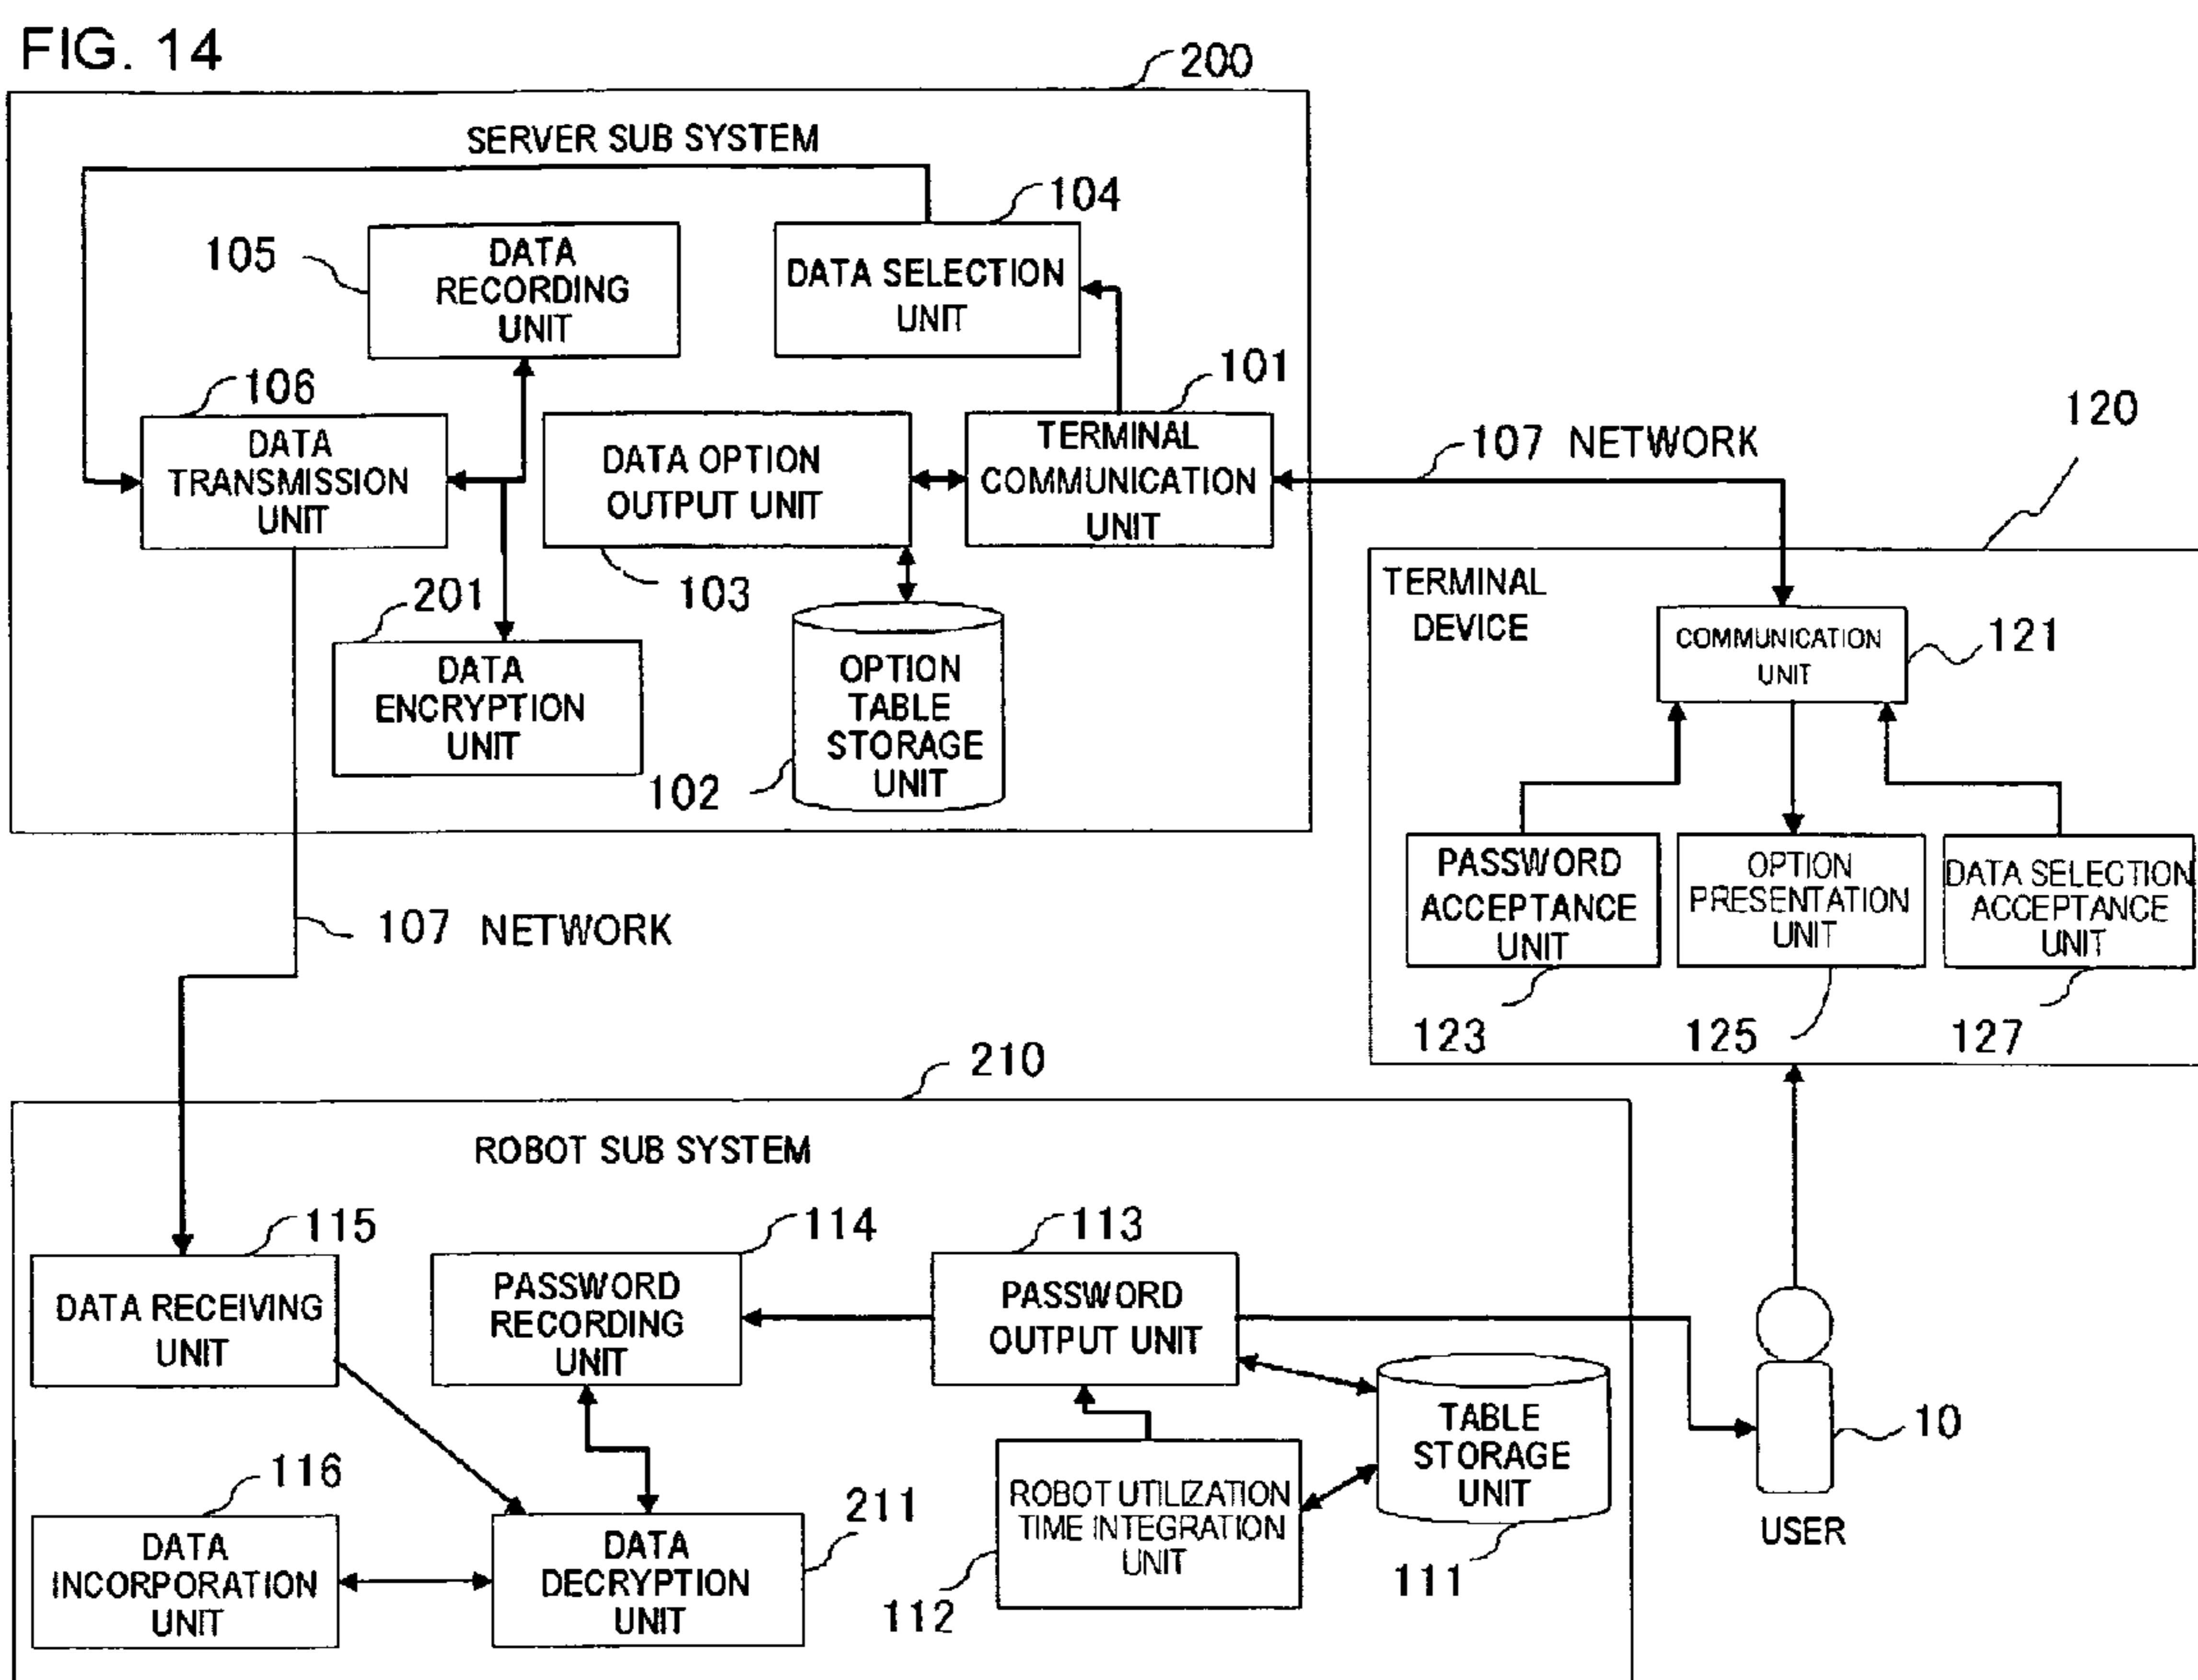 FIG. 14
200
SERVER SUB SYSTEM
104
105
DATA
RECORDING
UNIT
DATA SELECTION
UNIT
106
101
DATA
TRANSMISSION
UNIT
DATA OPTION
OUTPUT UNIT
TERMINAL
COMMUNICATION
UNIT
107 NETWORK
120
201
103
DATA
ENCRYPTION
UNIT
OPTION
TABLE
STORAGE
UNIT
102
TERMINAL
DEVICE
COMMUNICATION
UNIT
121
PASSWORD
ACCEPTANCE
UNIT
OPTION
PRESENTATION
UNIT
DATA SELECTION
ACCEPTANCE
UNIT
123
125
127
107 NETWORK
210
ROBOT SUB SYSTEM
115
114
113
DATA RECEIVING
UNIT
PASSWORD
RECORDING
UNIT
PASSWORD
OUTPUT UNIT
TABLE
STORAGE
UNIT
111
10
USER
116
211
DATA
INCORPORATION
UNIT
DATA
DECRYPTION
UNIT
ROBOT UTILIZATION
TIME INTEGRATION
UNIT
112